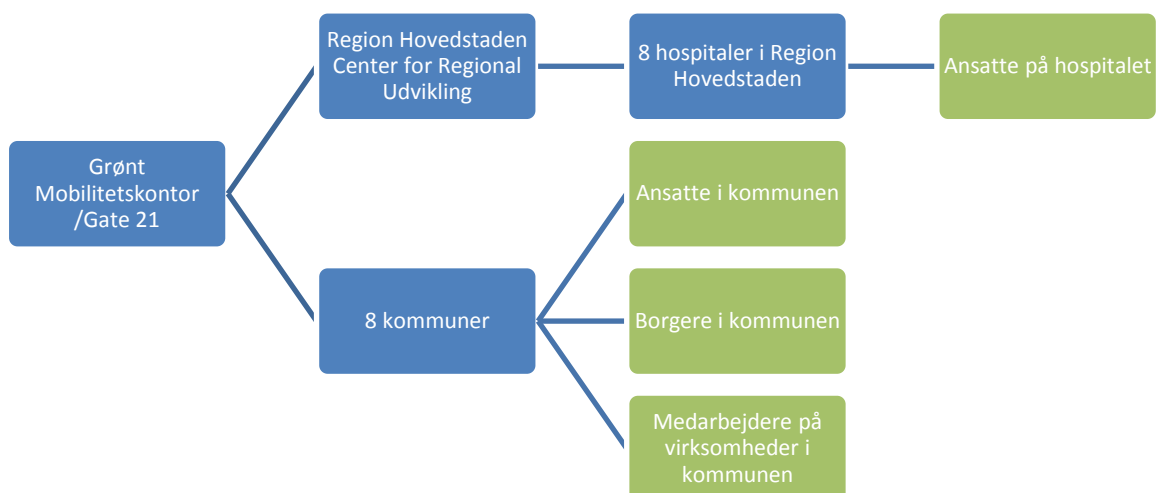 Region Hovedstaden
Center for Regional
Udvikling
8 hospitaler i Region
Hovedstaden
Ansatte på hospitalet
Grønt
Mobilitetskontor
/Gate 21
Ansatte i kommunen
8 kommuner
Borgere i kommunen
Medarbejdere på
virksomheder i
kommunen